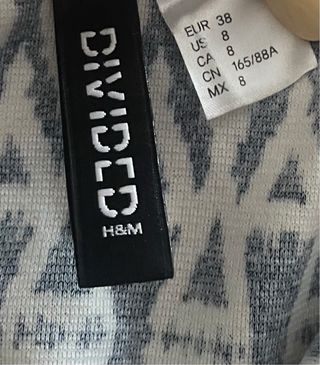 DIVIDED
H&M
EUR 38
US 8
CA 8
CN 165/88A
MX 8